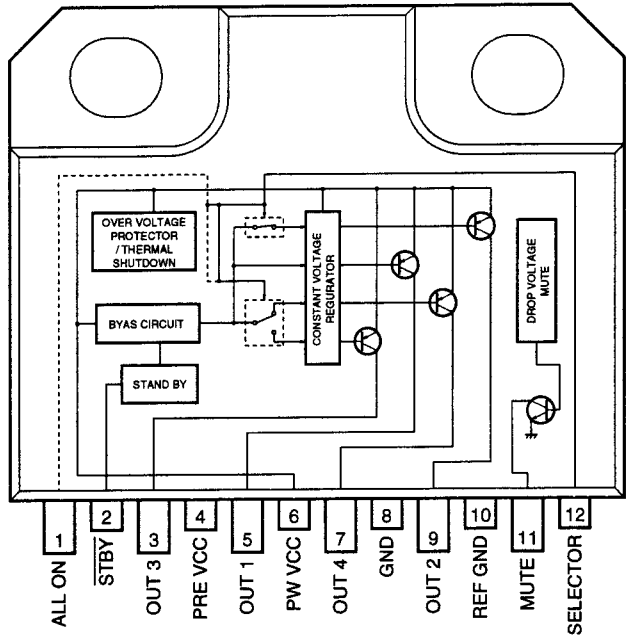 OVER VOLTAGE
PROTECTOR
/ THERMAL
SHUTDOWN
BYAS CIRCUIT
STAND BY
CONSTANT VOLTAGE
REGURATOR
DROP VOLTAGE
MUTE
1
2
3
4
5
6
7
8
9
10
11
12
ALL ON
STBY
OUT 3
PRE VCC
OUT 1
PW VCC
OUT 4
GND
OUT 2
REF GND
MUTE
SELECTOR